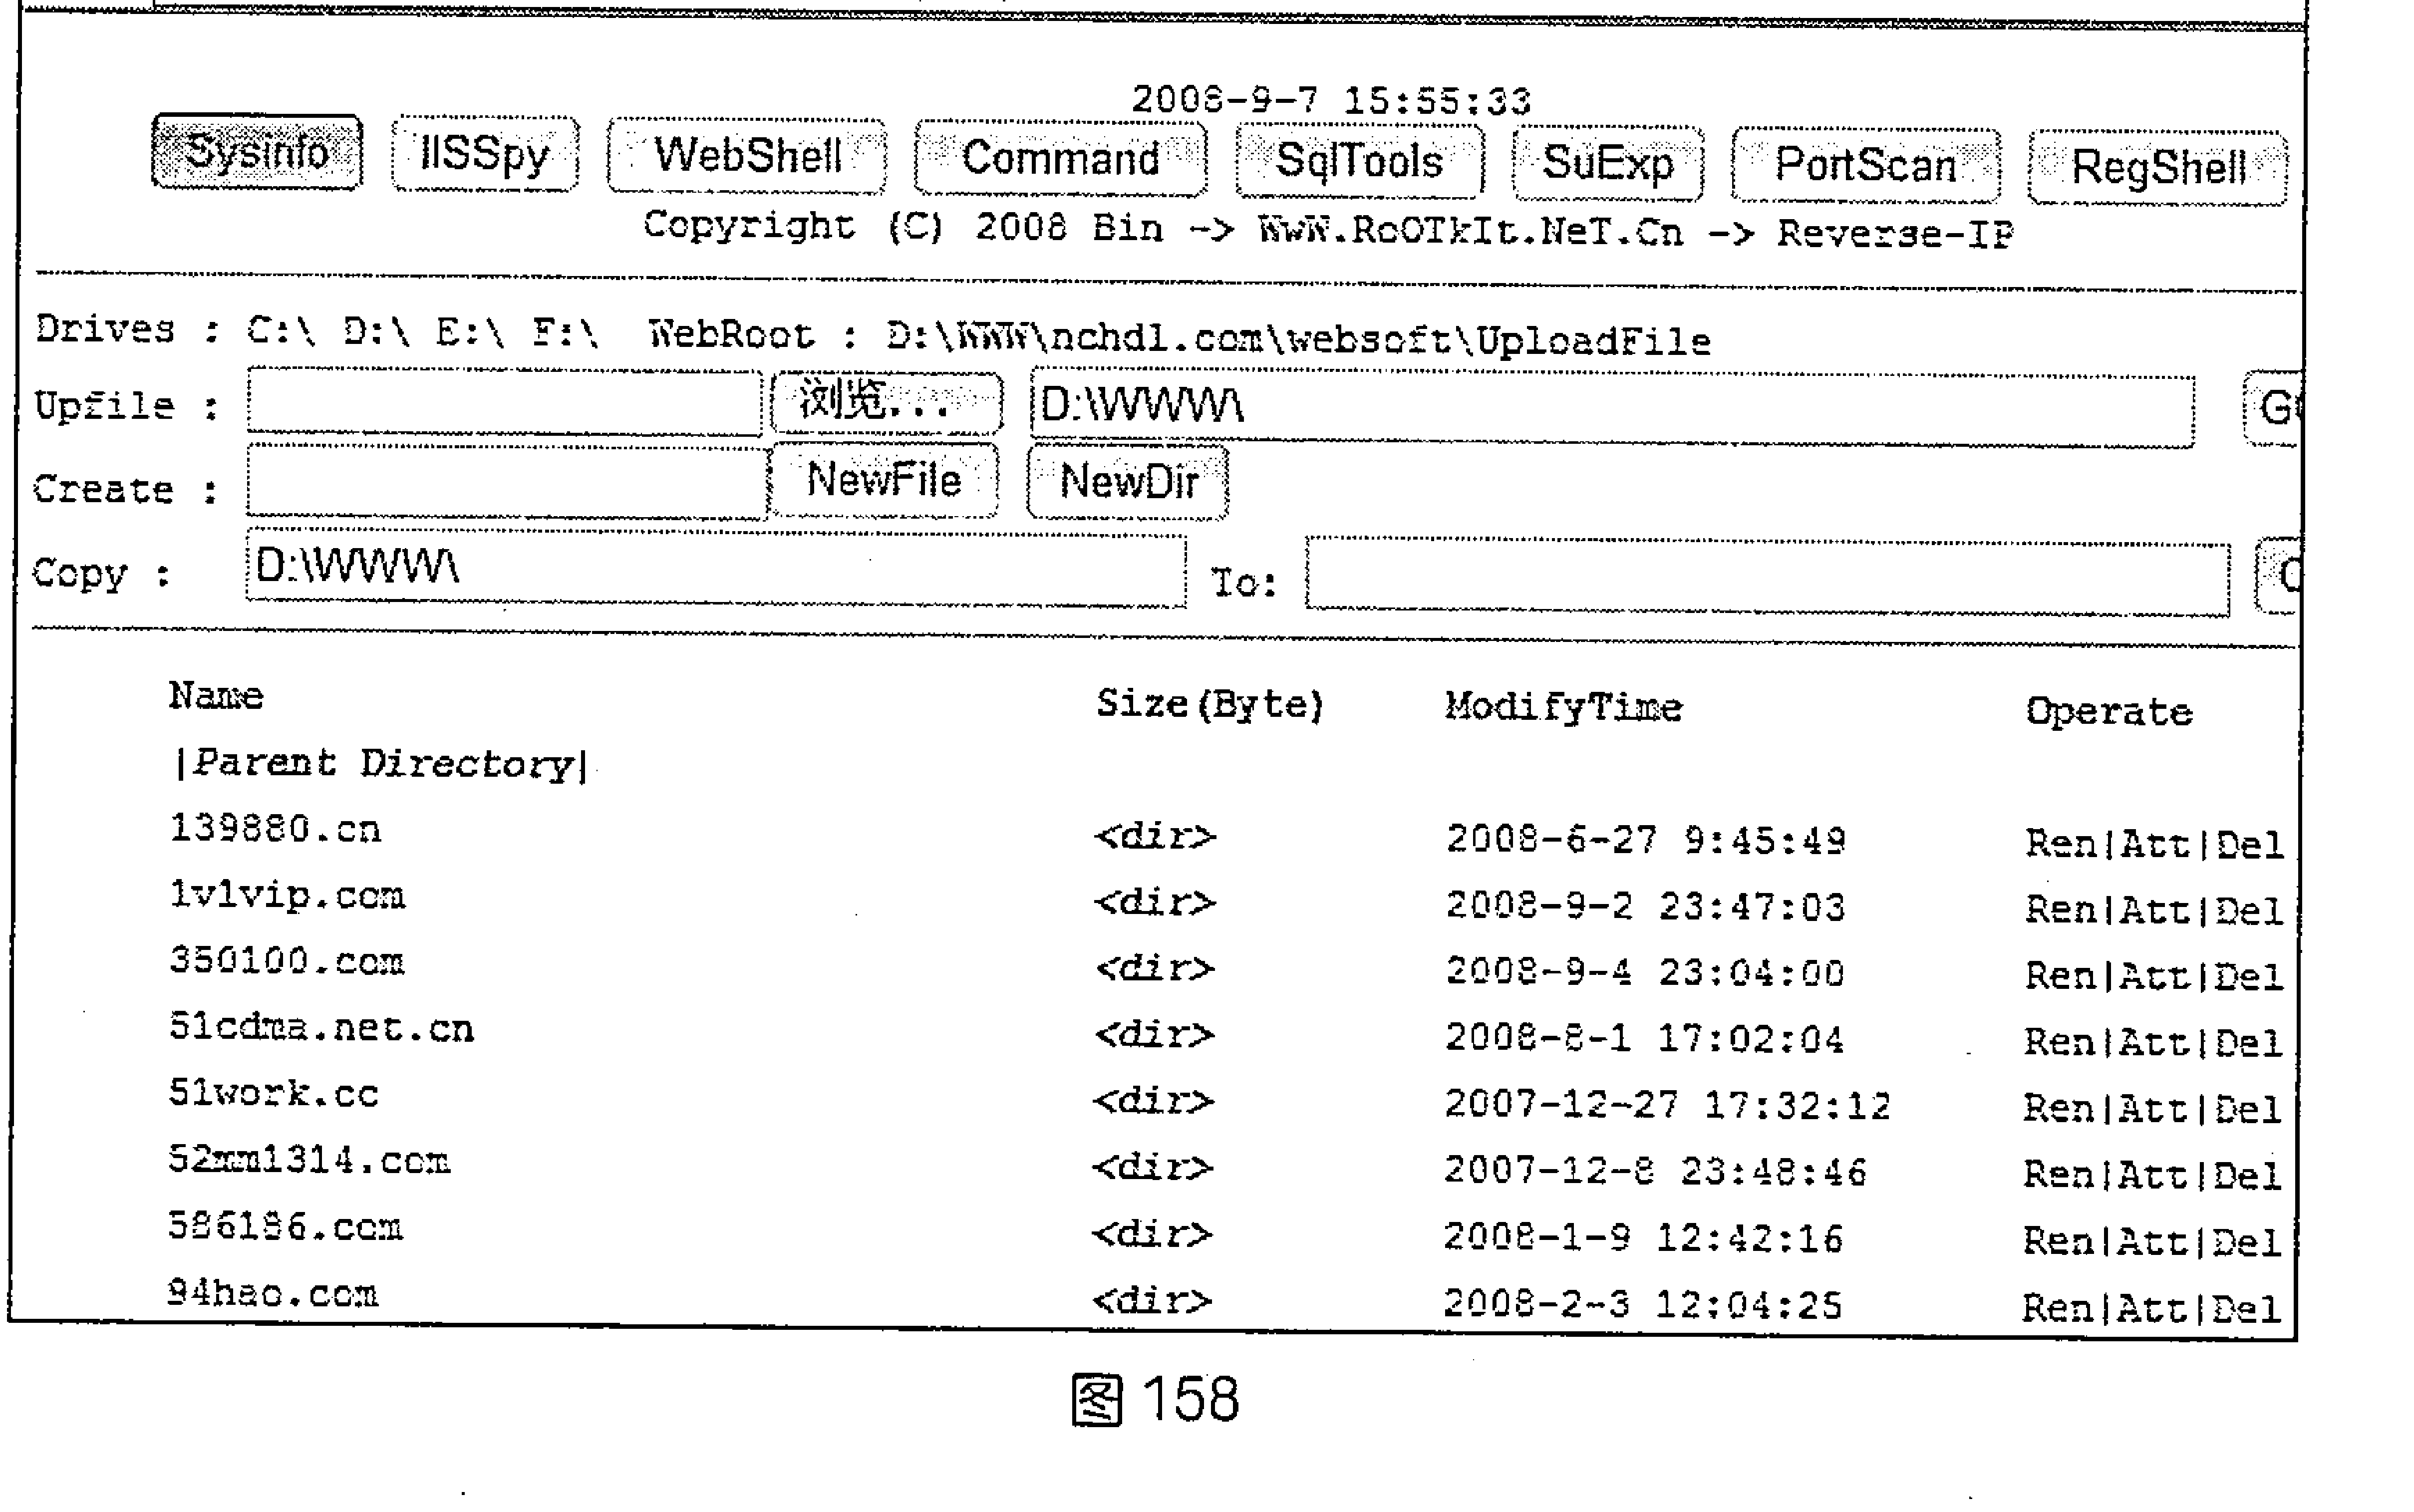 2008-9-7 15:55:33
Sysinfo IISSpy WebShell Command SqlTools SuExp PortScan RegShell
Copyright (C) 2008 Bin -> WwW.RoOTkIt.NeT.Cn -> Reverse-IP
Drives : C:\ D:\ E:\ F:\ WebRoot : D:\WWW\nchdl.com\websoft\UploadFile
Upfile : 浏览... D:\WWW\
Create : NewFile NewDir
Copy : D:\WWW\ To:
Name Size(Byte) ModifyTime Operate
|Parent Directory|
139880.cn <dir> 2008-6-27 9:45:49 Ren|Att|Del
1v1vip.com <dir> 2008-9-2 23:47:03 Ren|Att|Del
350100.com <dir> 2008-9-4 23:04:00 Ren|Att|Del
51cdma.net.cn <dir> 2008-8-1 17:02:04 Ren|Att|Del
51work.cc <dir> 2007-12-27 17:32:12 Ren|Att|Del
52mm1314.com <dir> 2007-12-8 23:48:46 Ren|Att|Del
586186.com <dir> 2008-1-9 12:42:16 Ren|Att|Del
94hao.com <dir> 2008-2-3 12:04:25 Ren|Att|Del
图 158